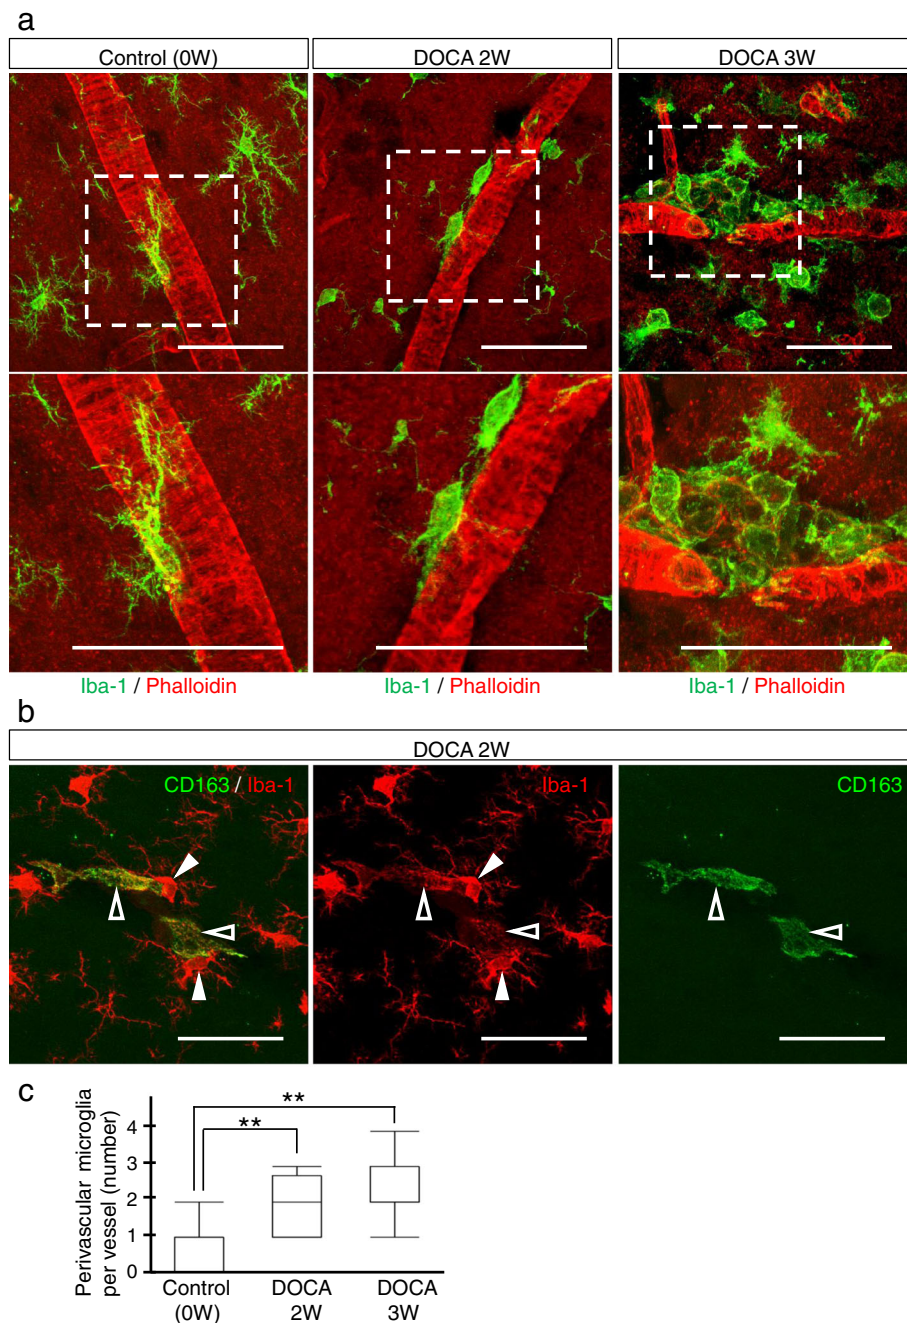 a
Control (0W)
DOCA 2W
DOCA 3W
Iba-1 / Phalloidin
Iba-1 / Phalloidin
Iba-1 / Phalloidin
b
DOCA 2W
CD163 / Iba-1
Iba-1
CD163
c
Perivascular microglia
per vessel (number)
4
3
2
1
0
**
**
Control
(0W)
DOCA
2W
DOCA
3W